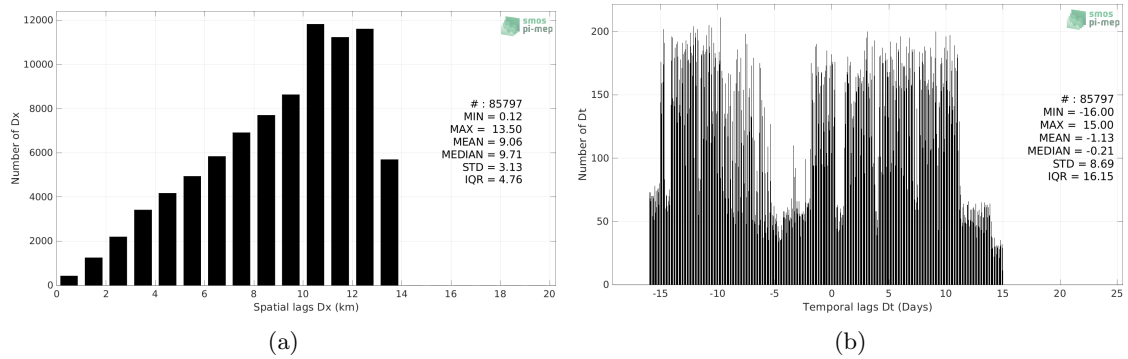 12000
10000
8000
6000
4000
2000
0
Number of Dx
0 2 4 6 8 10 12 14 16 18 20
Spatial lags Dx (km)
smos
pi-mep
# : 85797
MIN = 0.12
MAX = 13.50
MEAN = 9.06
MEDIAN = 9.71
STD = 3.13
IQR = 4.76
(a)
200
150
100
50
0
Number of Dt
-15 -10 -5 0 5 10 15 20 25
Temporal lags Dt (Days)
smos
pi-mep
# : 85797
MIN = -16.00
MAX = 15.00
MEAN = -1.13
MEDIAN = -0.21
STD = 8.69
IQR = 16.15
(b)